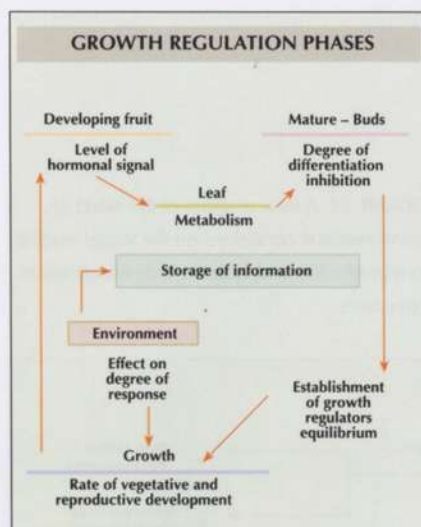 GROWTH REGULATION PHASES
Developing fruit
Level of
hormonal signal
Mature – Buds
Degree of
differentiation
inhibition
Leaf
Metabolism
Storage of information
Environment
Effect on
degree of
response
Establishment
of growth
regulators
equilibrium
Growth
Rate of vegetative and
reproductive development